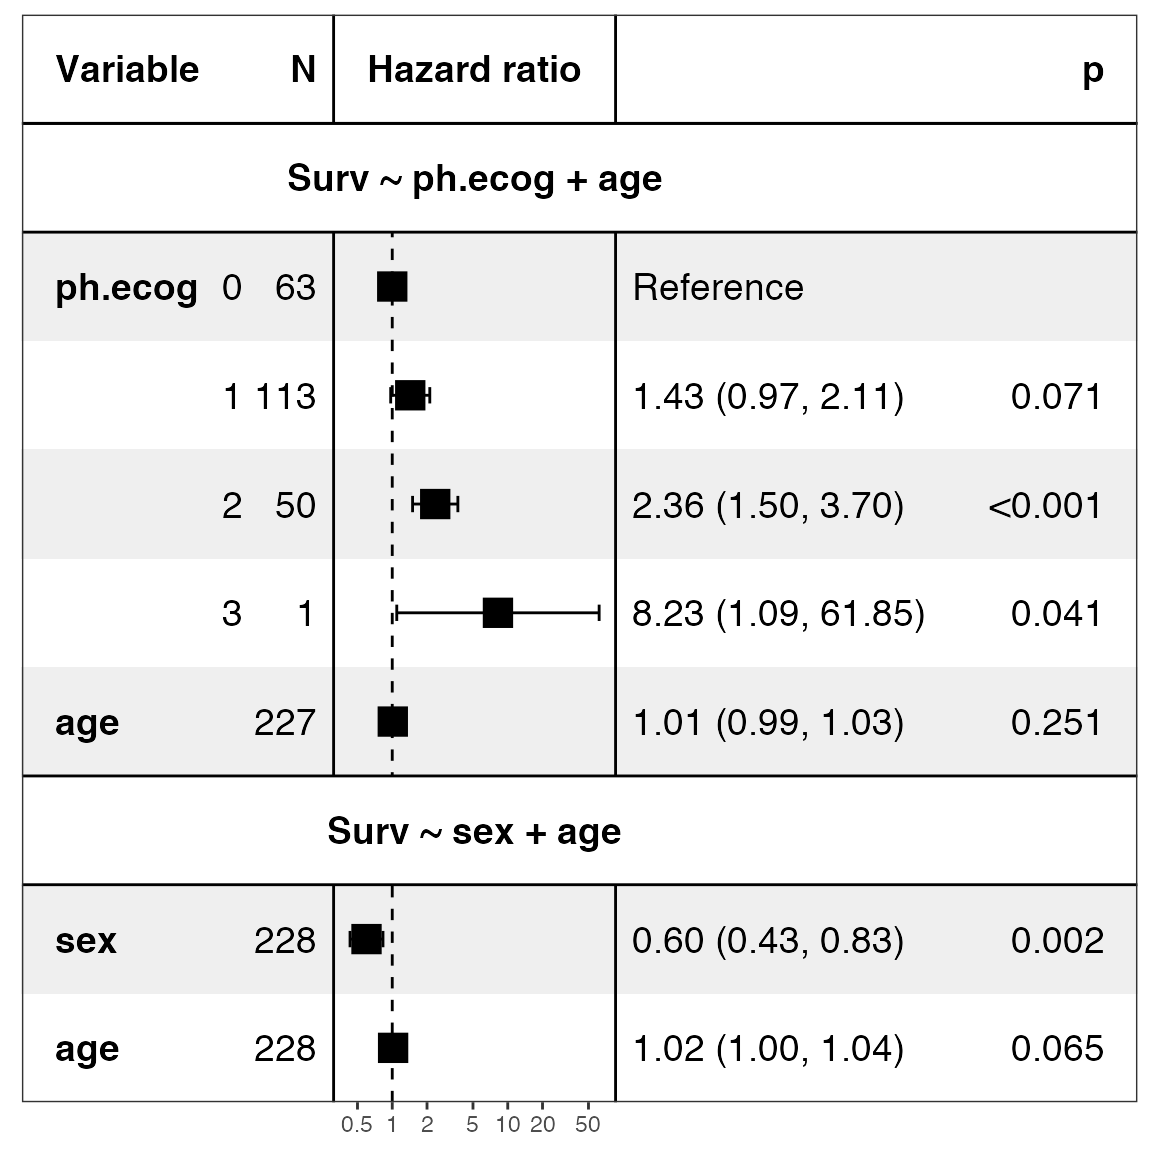 Variable N Hazard ratio p
Surv ~ ph.ecog + age
ph.ecog 0 63 Reference
1 113 1.43 (0.97, 2.11) 0.071
2 50 2.36 (1.50, 3.70) <0.001
3 1 8.23 (1.09, 61.85) 0.041
age 227 1.01 (0.99, 1.03) 0.251
Surv ~ sex + age
sex 228 0.60 (0.43, 0.83) 0.002
age 228 1.02 (1.00, 1.04) 0.065
0.5 1 2 5 10 20 50